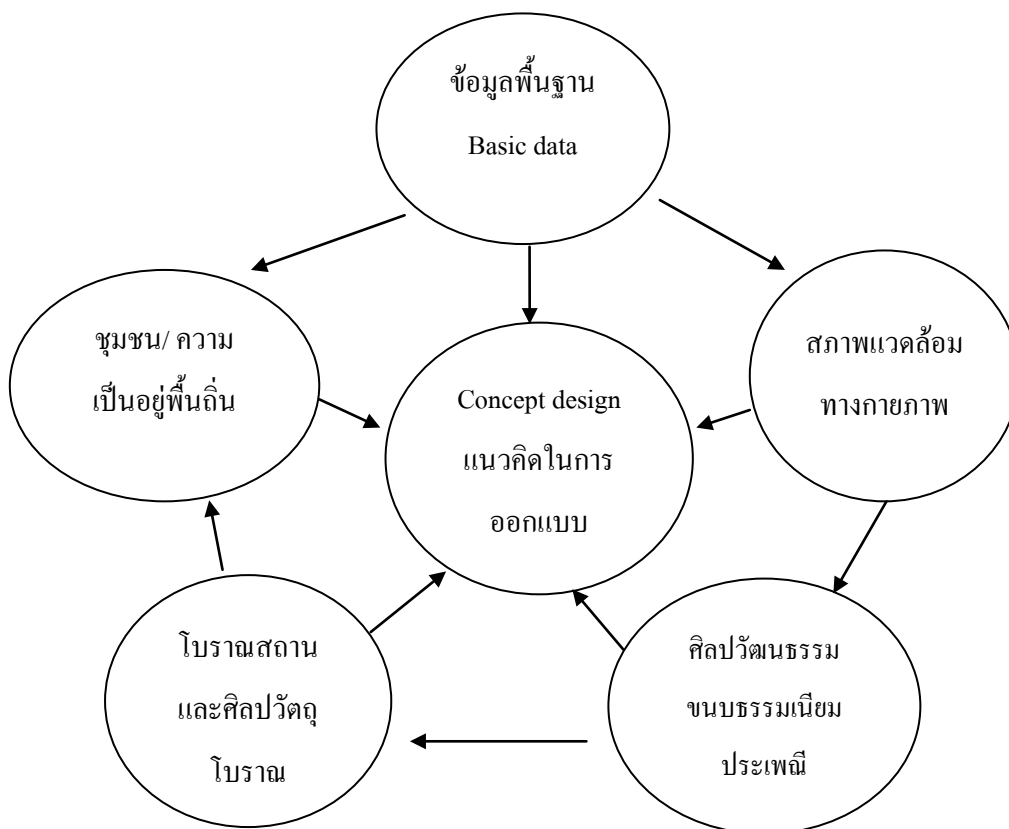 ข้อมูลพื้นฐาน
Basic data
ชุมชน/ ความ
เป็นอยู่พื้นถิ่น
สภาพแวดล้อม
ทางกายภาพ
Concept design
แนวคิดในการ
ออกแบบ
โบราณสถาน
และศิลปวัตถุ
โบราณ
ศิลปวัฒนธรรม
ขนบธรรมเนียม
ประเพณี